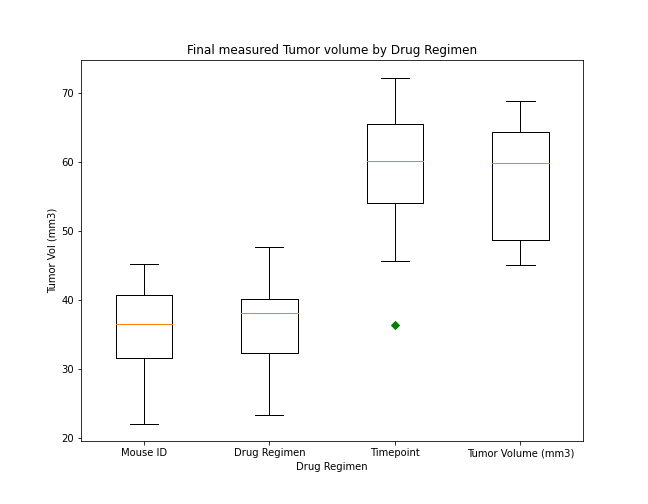 Final measured Tumor volume by Drug Regimen
Tumor Vol (mm3)
70
60
50
40
30
20
Mouse ID Drug Regimen Timepoint Tumor Volume (mm3)
Drug Regimen